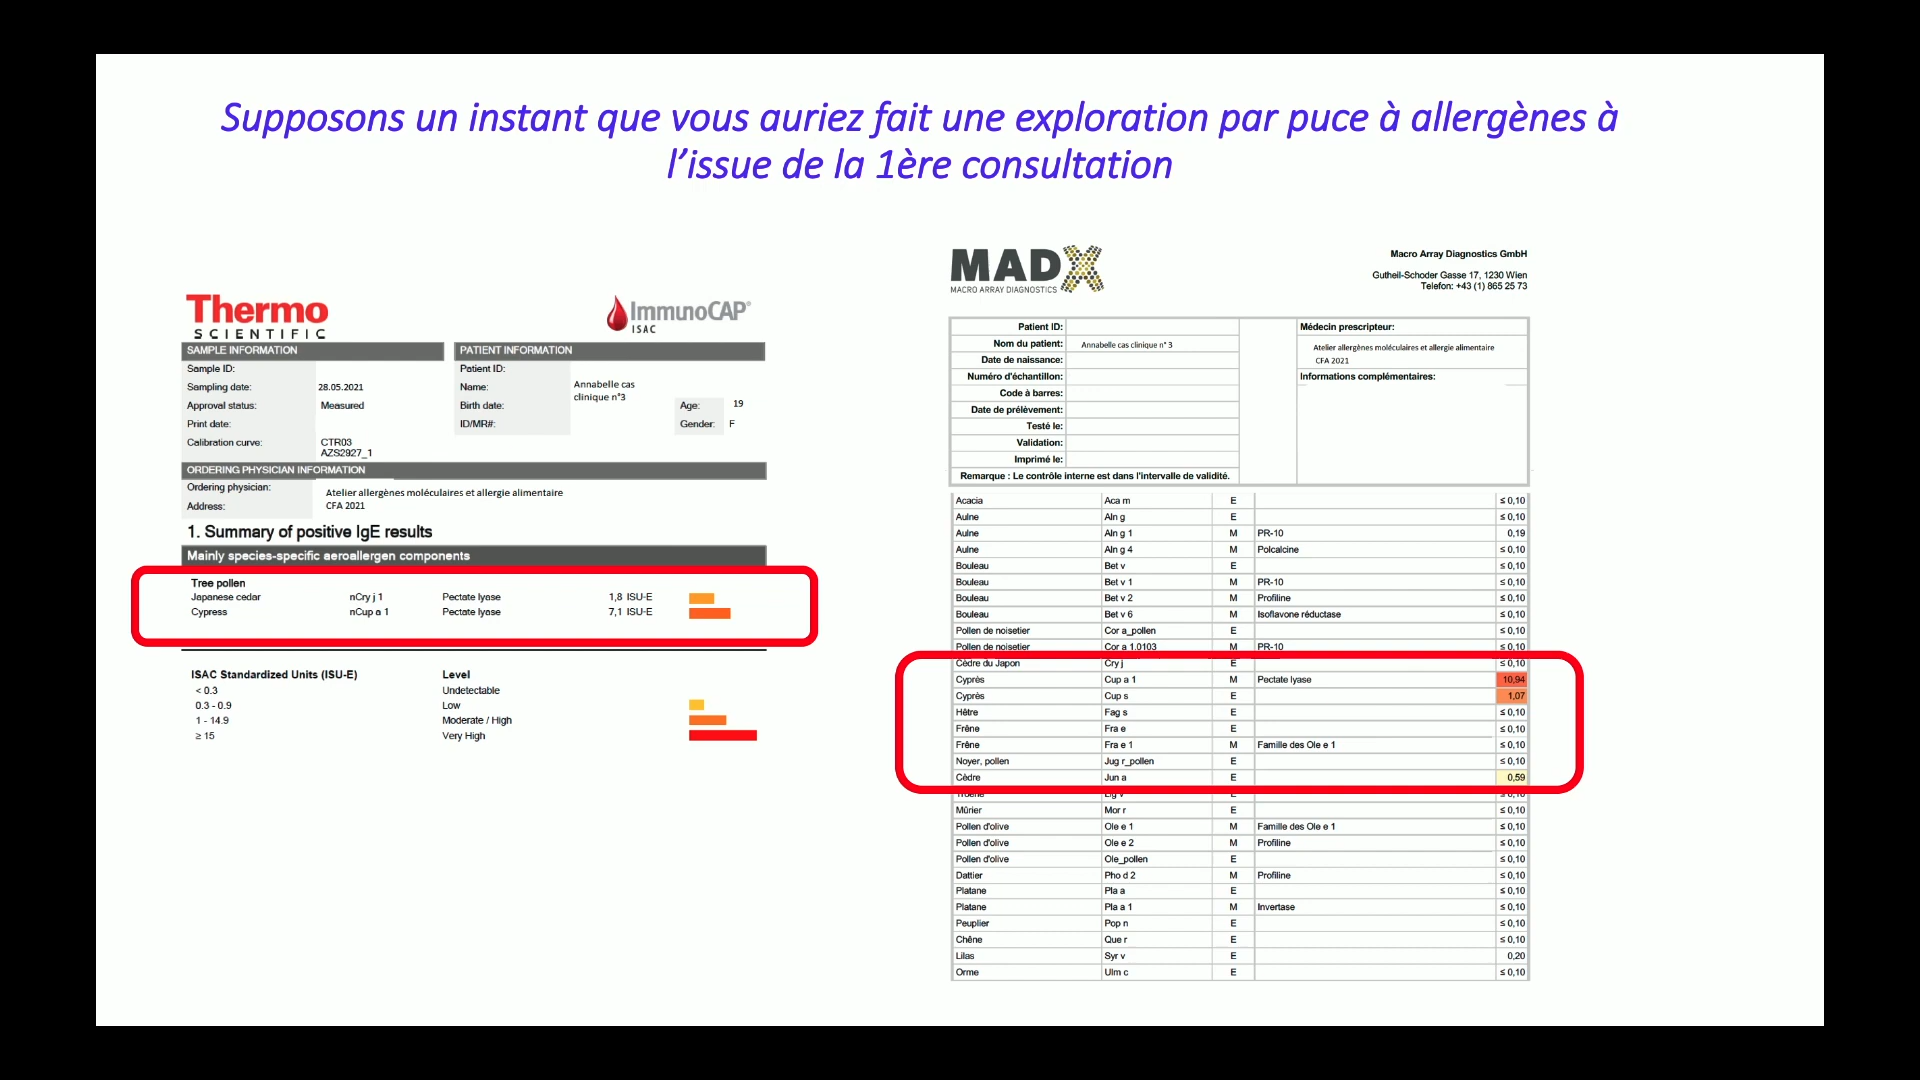 Supposons un instant que vous auriez fait une exploration par puce à allergènes à
l’issue de la 1ère consultation
Thermo
SCIENTIFIC
ImmunoCAP®
ISAC
SAMPLE INFORMATION
Sample ID:
Sampling date: 28.05.2021
Approval status: Measured
Print date:
Calibration curve: CTR03
AZS2927_1
PATIENT INFORMATION
Patient ID:
Name: Annabelle cas
clinique n°3
Birth date: Age: 19
ID/MR#: Gender: F
ORDERING PHYSICIAN INFORMATION
Ordering physician: Atelier allergènes moléculaires et allergie alimentaire
Address: CFA 2021
1. Summary of positive IgE results
Mainly species-specific aeroallergen components
Tree pollen
Japanese cedar nCry j 1 Pectate lyase 1,8 ISU-E
Cypress nCup a 1 Pectate lyase 7,1 ISU-E
ISAC Standardized Units (ISU-E) Level
< 0.3 Undetectable
0.3 - 0.9 Low
1 - 14.9 Moderate / High
≥ 15 Very High
MADX
MACRO ARRAY DIAGNOSTICS
Macro Array Diagnostics GmbH
Gutheil-Schoder Gasse 17, 1230 Wien
Telefon: +43 (1) 865 25 73
Patient ID:
Nom du patient: Annabelle cas clinique n° 3
Date de naissance:
Numéro d'échantillon:
Code à barres:
Date de prélèvement:
Testé le:
Validation:
Imprimé le:
Médecin prescripteur:
Atelier allergènes moléculaires et allergie alimentaire
CFA 2021
Informations complémentaires:
Remarque : Le contrôle interne est dans l'intervalle de validité.
Acacia Aca m E ≤ 0,10
Aulne Aln g E ≤ 0,10
Aulne Aln g 1 M PR-10 0,19
Aulne Aln g 4 M Polcalcine ≤ 0,10
Bouleau Bet v E ≤ 0,10
Bouleau Bet v 1 M PR-10 ≤ 0,10
Bouleau Bet v 2 M Profiline ≤ 0,10
Bouleau Bet v 6 M Isoflavone réductase ≤ 0,10
Pollen de noisetier Cor a_pollen E ≤ 0,10
Pollen de noisetier Cor a 1.0103 M PR-10 ≤ 0,10
Cèdre du Japon Cry j E ≤ 0,10
Cyprès Cup a 1 M Pectate lyase 10,94
Cyprès Cup s E 1,07
Hêtre Fag s E ≤ 0,10
Frêne Fra e E ≤ 0,10
Frêne Fra e 1 M Famille des Ole e 1 ≤ 0,10
Noyer, pollen Jug r_pollen E ≤ 0,10
Cèdre Jun a E 0,59
Troène Lig v E ≤ 0,10
Mûrier Mor r E ≤ 0,10
Pollen d'olive Ole e 1 M Famille des Ole e 1 ≤ 0,10
Pollen d'olive Ole e 2 M Profiline ≤ 0,10
Pollen d'olive Ole_pollen E ≤ 0,10
Dattier Pho d 2 M Profiline ≤ 0,10
Platane Pla a E ≤ 0,10
Platane Pla a 1 M Invertase ≤ 0,10
Peuplier Pop n E ≤ 0,10
Chêne Que r E ≤ 0,10
Lilas Syr v E 0,20
Orme Ulm c E ≤ 0,10